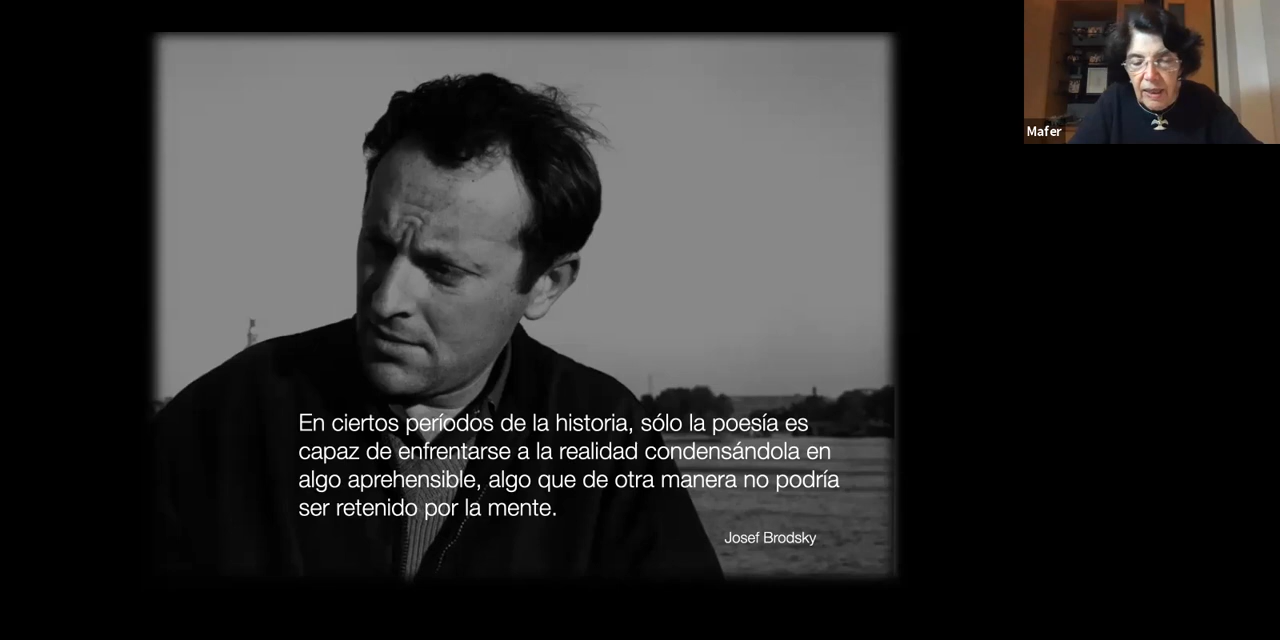 En ciertos períodos de la historia, sólo la poesía es
capaz de enfrentarse a la realidad condensándola en
algo aprehensible, algo que de otra manera no podría
ser retenido por la mente.
Josef Brodsky
Mafer